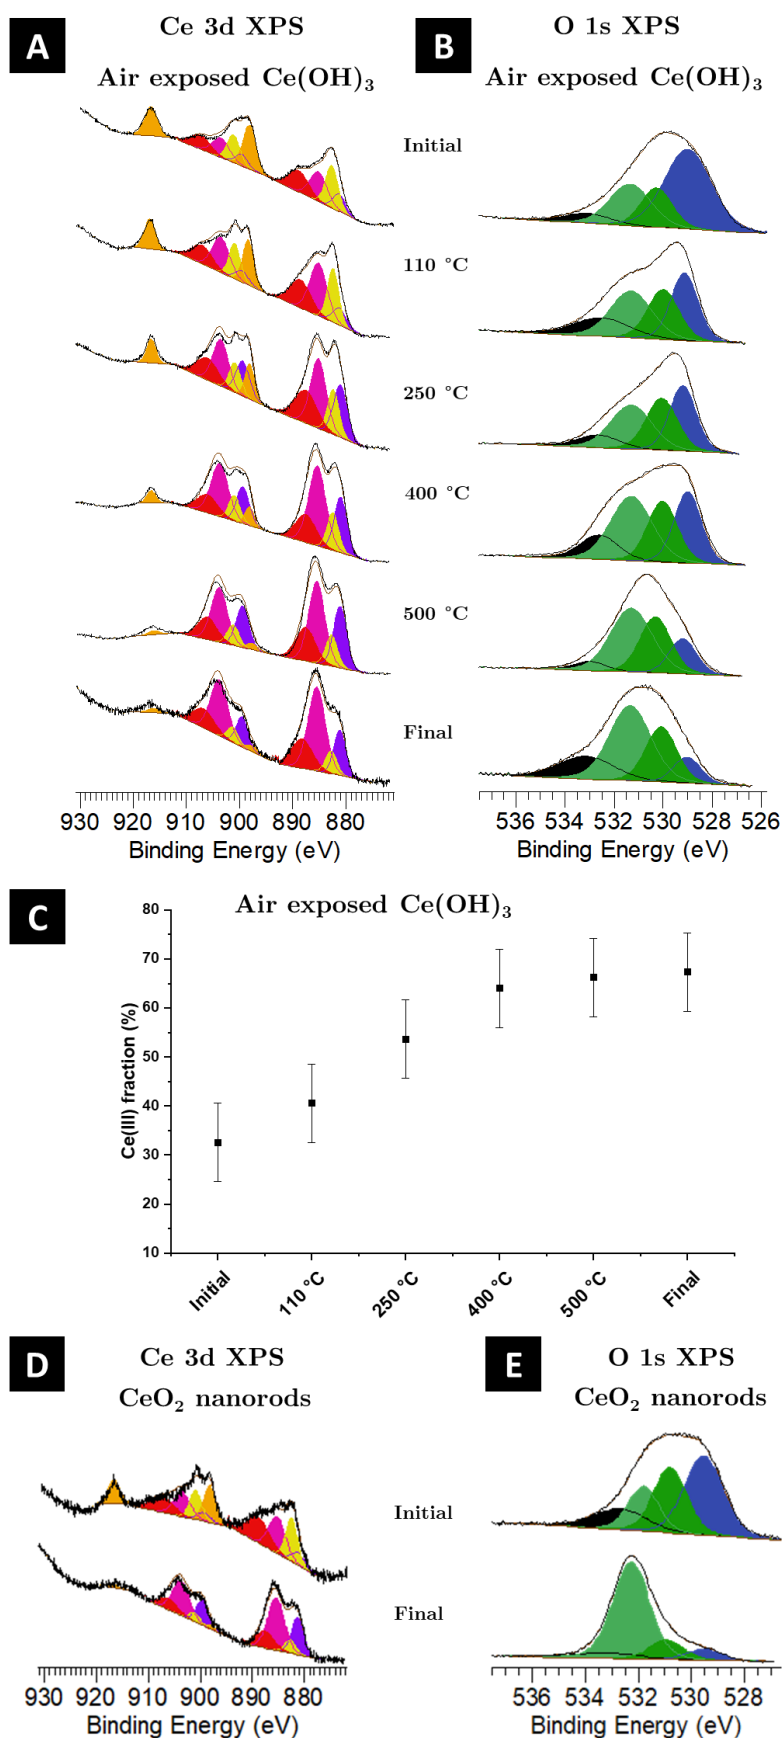 A
Ce 3d XPS
Air exposed Ce(OH)₃
B
O 1s XPS
Air exposed Ce(OH)₃
Initial
110 °C
250 °C
400 °C
500 °C
Final
930 920 910 900 890 880
Binding Energy (eV)
536 534 532 530 528 526
Binding Energy (eV)
C
Air exposed Ce(OH)₃
80
70
60
50
40
30
20
10
Ce(III) fraction (%)
Initial
110 °C
250 °C
400 °C
500 °C
Final
D
Ce 3d XPS
CeO₂ nanorods
E
O 1s XPS
CeO₂ nanorods
Initial
Final
930 920 910 900 880
Binding Energy (eV)
536 534 532 530 528
Binding Energy (eV)